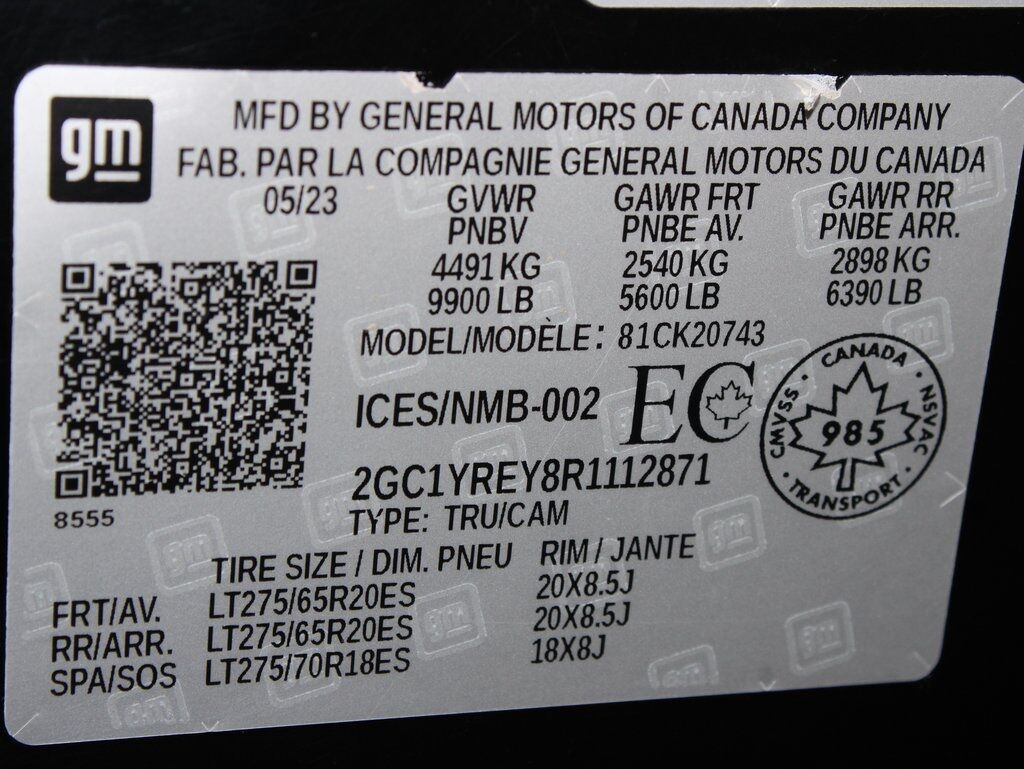 gm
MFD BY GENERAL MOTORS OF CANADA COMPANY
FAB. PAR LA COMPAGNIE GENERAL MOTORS DU CANADA
05/23 GVWR GAWR FRT GAWR RR
PNBV PNBE AV. PNBE ARR.
4491 KG 2540 KG 2898 KG
9900 LB 5600 LB 6390 LB
MODEL/MODÈLE: 81CK20743
ICES/NMB-002 EC
CANADA · NSVAC · TRANSPORT · CMVSS ·
985
2GC1YREY8R1112871
8555
TYPE: TRU/CAM
TIRE SIZE / DIM. PNEU RIM / JANTE
FRT/AV. LT275/65R20ES 20X8.5J
RR/ARR. LT275/65R20ES 20X8.5J
SPA/SOS LT275/70R18ES 18X8J